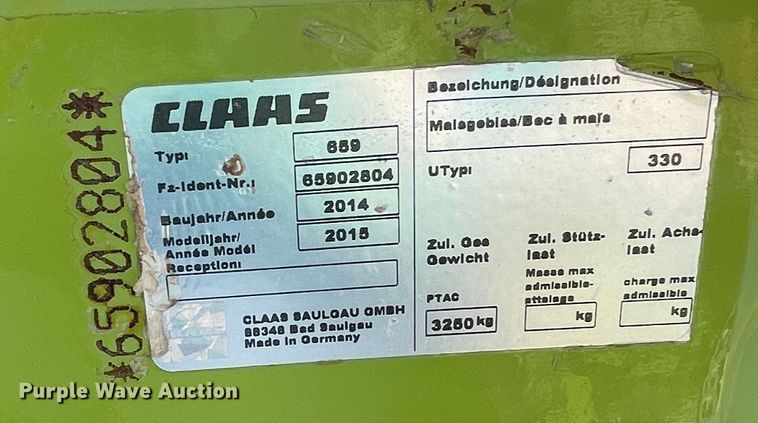 *65902804*
CLAAS
Typ: 659
Fz-Ident-Nr.: 65902804
Baujahr/Année 2014
Modelljahr/
Année Modél 2015
Reception:
CLAAS SAULGAU GMBH
88348 Bad Saulgau
Made in Germany
Bezeichung/Désignation
Maisgebiss/Bec à maïs
UTyp: 330
Zul. Ges
Gewicht
PTAC
3250 kg
Zul. Stütz-
last
Masse max
admissible-
attelage
kg
Zul. Achs-
last
charge max
admissible
kg
Purple Wave Auction